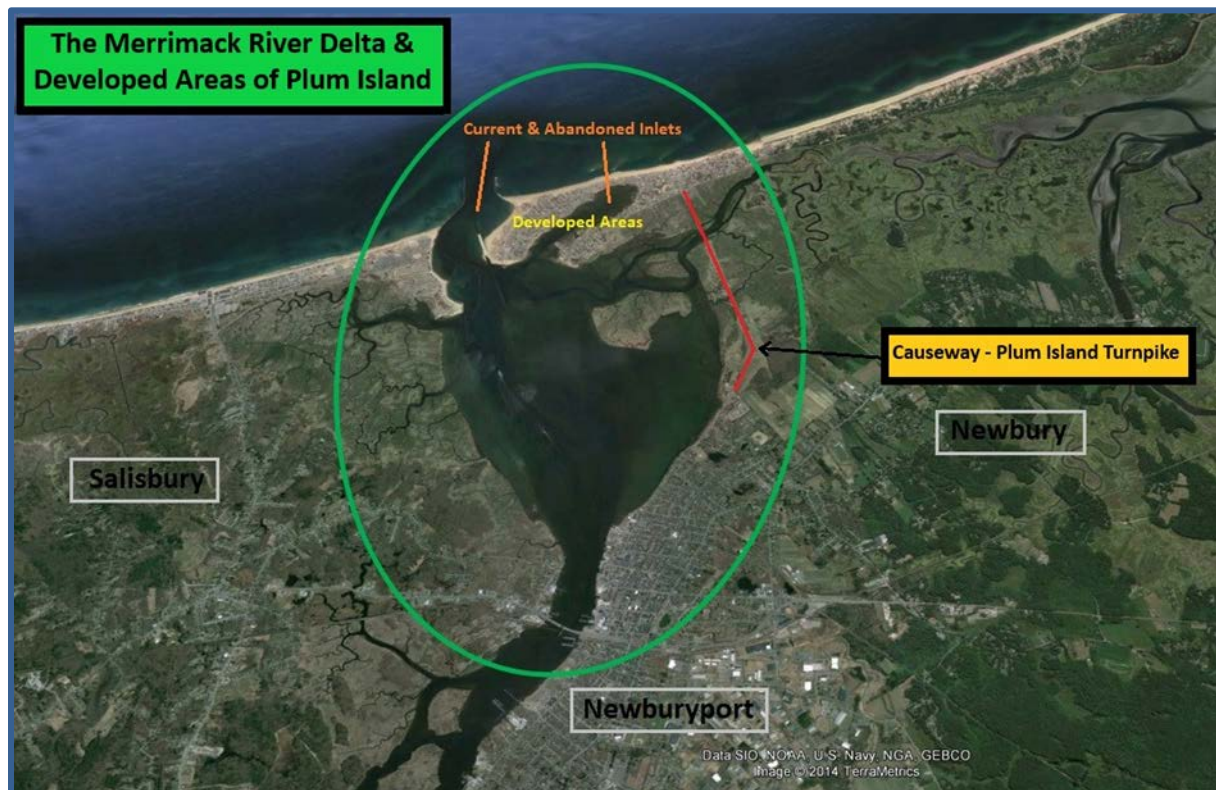 The Merrimack River Delta &
Developed Areas of Plum Island
Current & Abandoned Inlets
Developed Areas
Causeway - Plum Island Turnpike
Newbury
Salisbury
Newburyport
Data SIO, NOAA, U.S. Navy, NGA, GEBCO
Image © 2014 TerraMetrics